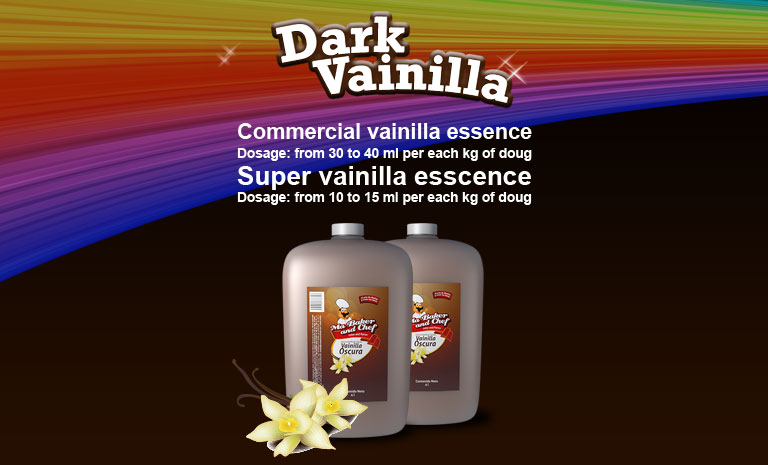 Dark
Vainilla
Commercial vainilla essence
Dosage: from 30 to 40 ml per each kg of doug
Super vainilla esscence
Dosage: from 10 to 15 ml per each kg of doug
Ma Baker
and Chef
Vainilla
Oscura
Ma Baker
and Chef
Vainilla
Oscura